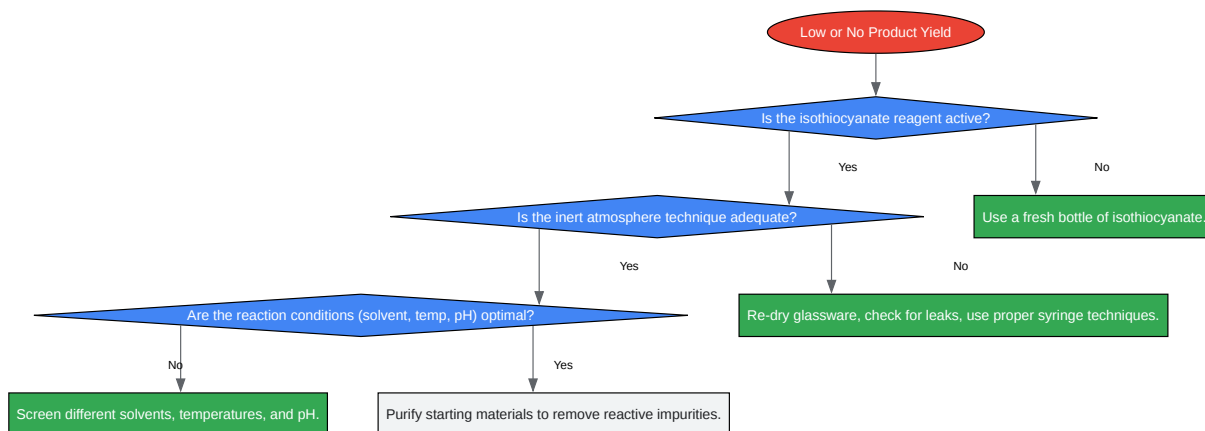 Low or No Product Yield
Is the isothiocyanate reagent active?
Yes
No
Is the inert atmosphere technique adequate?
Use a fresh bottle of isothiocyanate.
Yes
No
Are the reaction conditions (solvent, temp, pH) optimal?
Re-dry glassware, check for leaks, use proper syringe techniques.
No
Yes
Screen different solvents, temperatures, and pH.
Purify starting materials to remove reactive impurities.